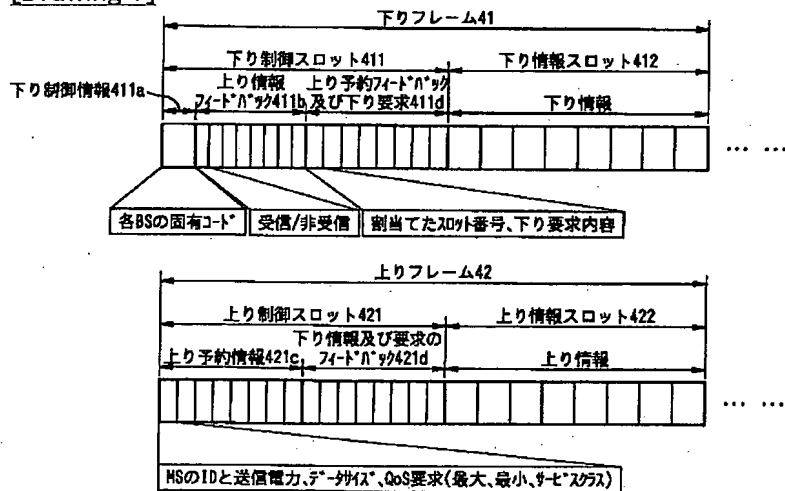 下りフレーム41
下り制御スロット411
下り情報スロット412
下り制御情報411a
上り情報
フィードバック411b
上り予約フィードバック
及び下り要求411d
下り情報
... ...
各BSの固有コード
受信/非受信
割当てたスロット番号、下り要求内容
上りフレーム42
上り制御スロット421
上り情報スロット422
上り予約情報421c
下り情報及び要求の
フィードバック421d
上り情報
... ...
MSのIDと送信電力、データサイズ、QoS要求(最大、最小、サービスクラス)